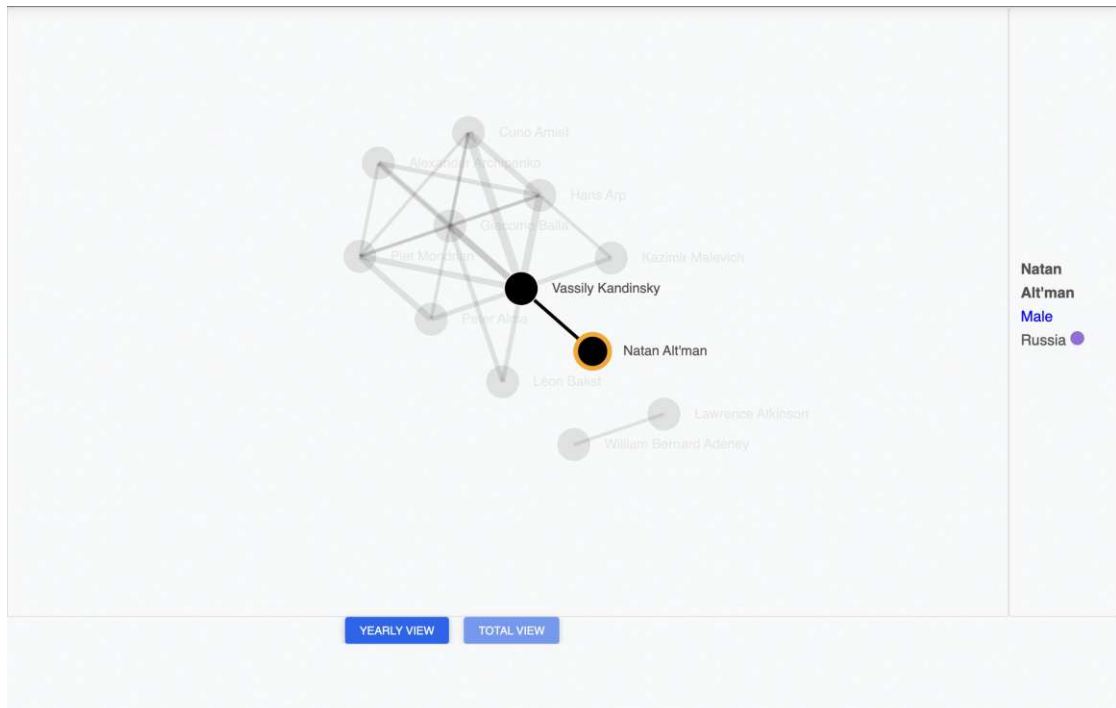 Cuno Amiet
Alexander Archipenko
Hans Arp
Giacomo Balla
Piet Mondrian
Kazimir Malevich
Vassily Kandinsky
Peter Alma
Natan Alt'man
Léon Bakst
Lawrence Atkinson
William Bernard Adeney
Natan
Alt'man
Male
Russia
YEARLY VIEW
TOTAL VIEW